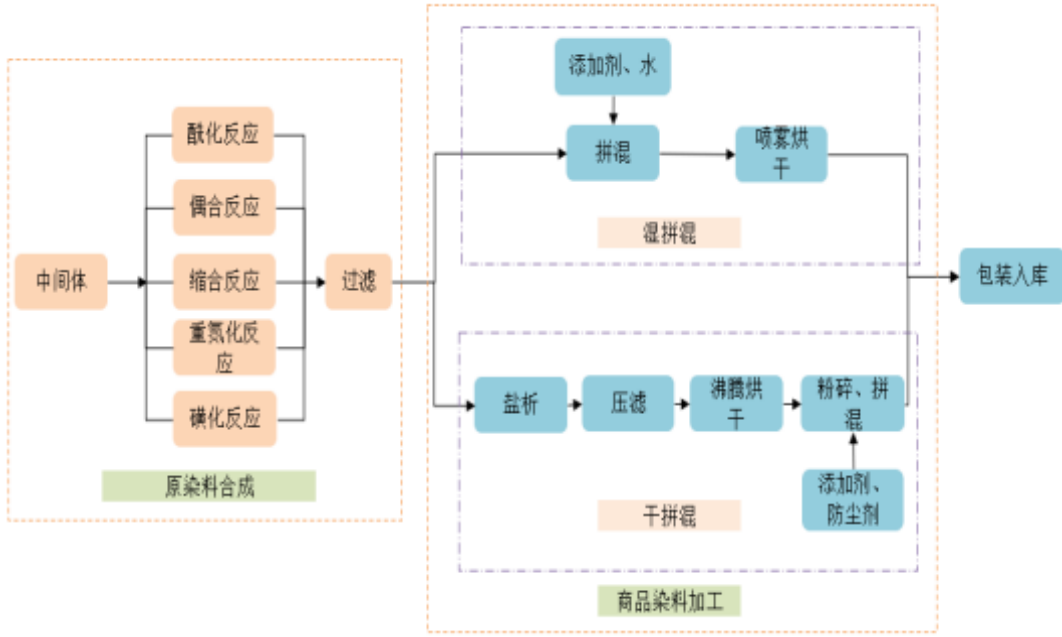 添加剂、水
酰化反应
拼混
喷雾烘
干
偶合反应
湿拼混
中间体
缩合反应
过滤
包装入库
重氮化反
应
盐析
压滤
沸腾烘
干
粉碎、拼
混
磺化反应
原染料合成
干拼混
添加剂、
防尘剂
商品染料加工